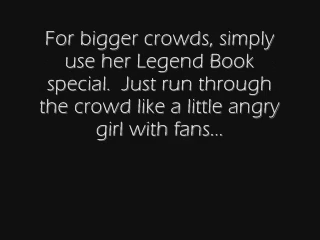 For bigger crowds, simply
use her Legend Book
special.  Just run through
the crowd like a little angry
girl with fans...